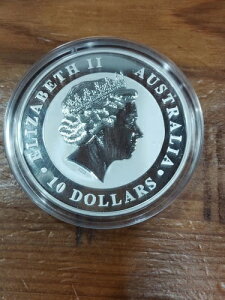 ELIZABETH II
AUSTRALIA
• 10 DOLLARS •